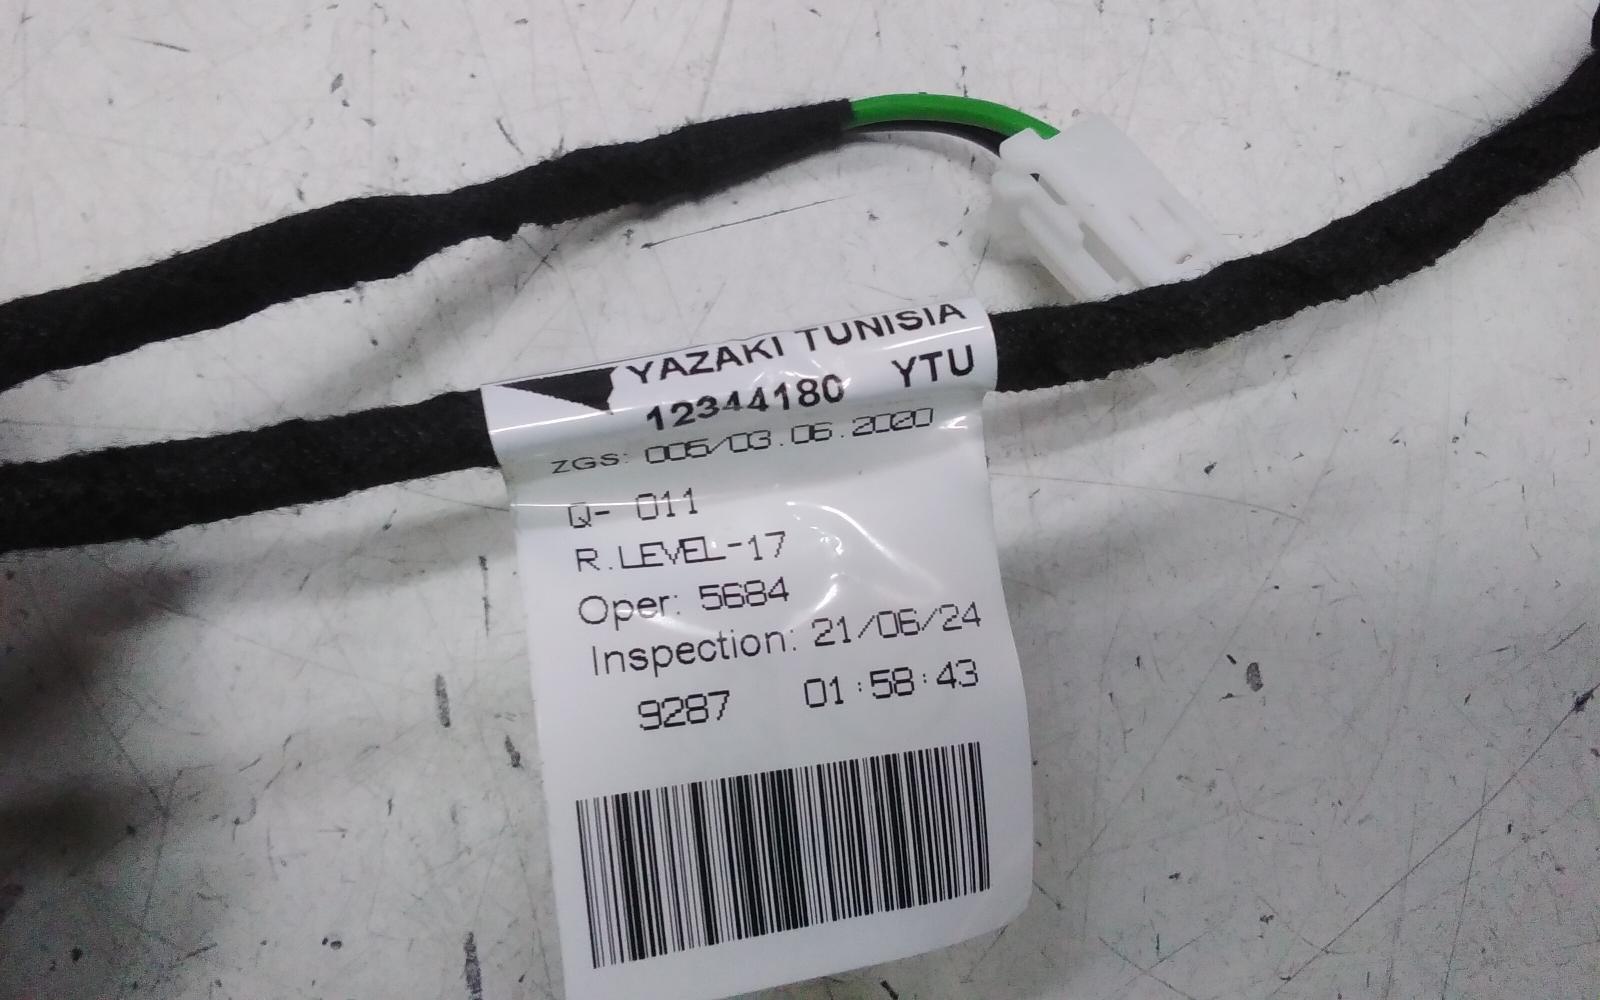 YAZAKI TUNISIA
12344180 YTU
ZGS: 005/03.06.2020
Q- 011
R.LEVEL-17
Oper: 5684
Inspection: 21/06/24
9287 01:58:43